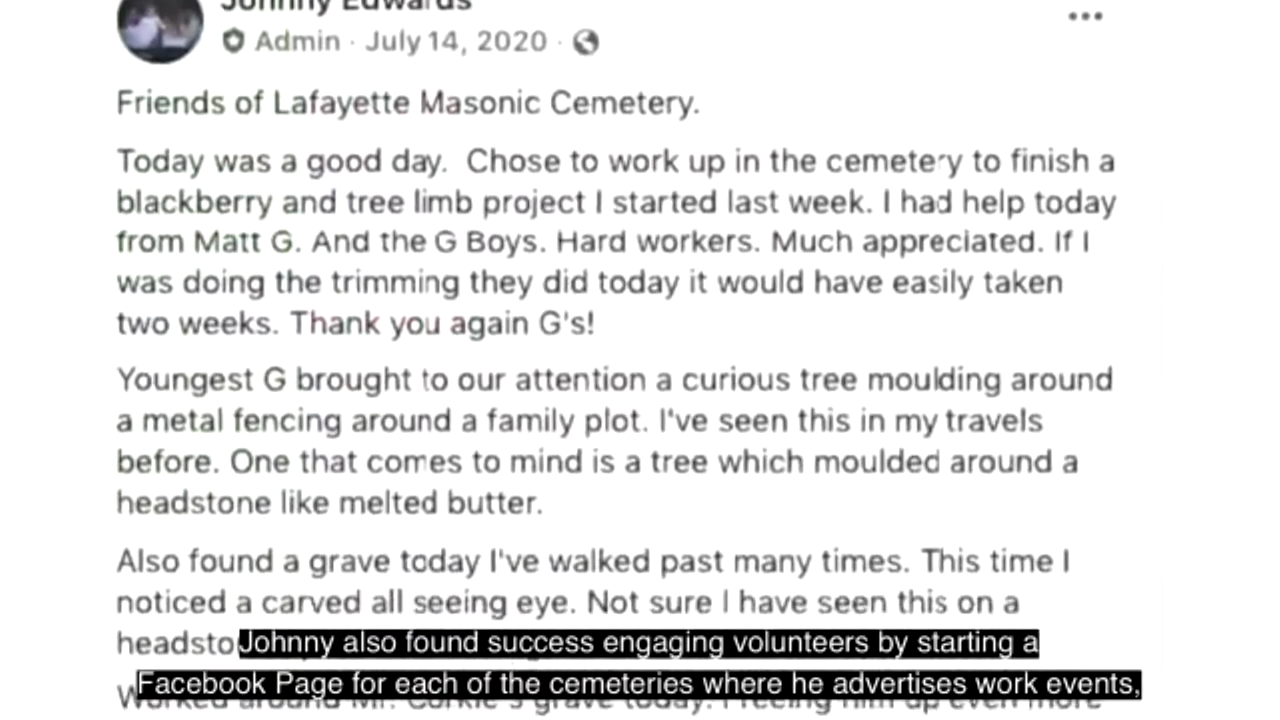 Johnny Edwards
Admin · July 14, 2020 ·
Friends of Lafayette Masonic Cemetery.
Today was a good day. Chose to work up in the cemetery to finish a
blackberry and tree limb project I started last week. I had help today
from Matt G. And the G Boys. Hard workers. Much appreciated. If I
was doing the trimming they did today it would have easily taken
two weeks. Thank you again G's!
Youngest G brought to our attention a curious tree moulding around
a metal fencing around a family plot. I've seen this in my travels
before. One that comes to mind is a tree which moulded around a
headstone like melted butter.
Also found a grave today I've walked past many times. This time I
noticed a carved all seeing eye. Not sure I have seen this on a
headsto
Johnny also found success engaging volunteers by starting a
Facebook Page for each of the cemeteries where he advertises work events,